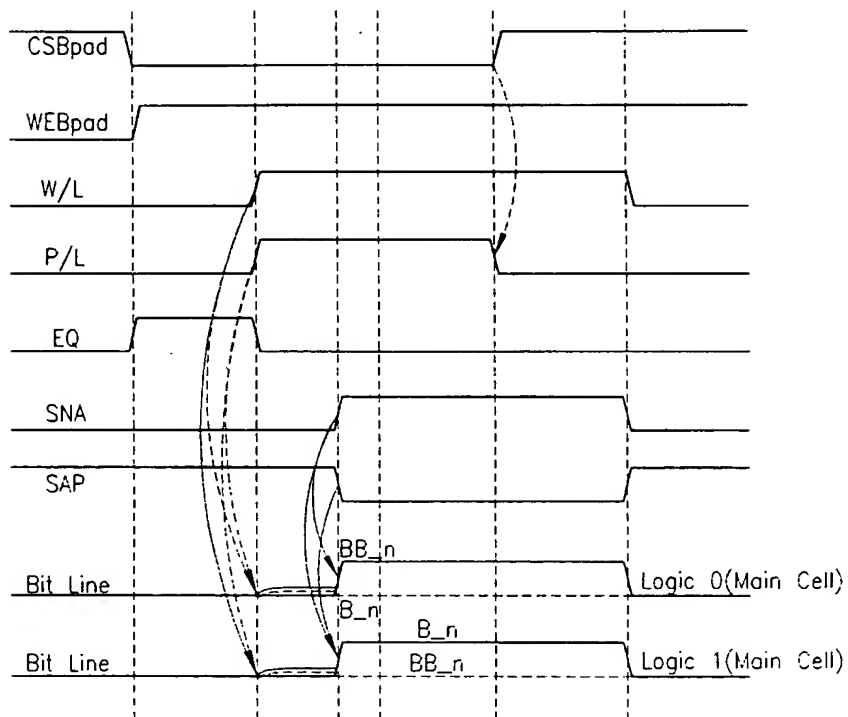 CSBpad
WEBpad
W/L
P/L
EQ
SNA
SAP
BB_n
Bit Line
B_n
Logic 0(Main Cell)
B_n
Bit Line
BB_n
Logic 1(Main Cell)